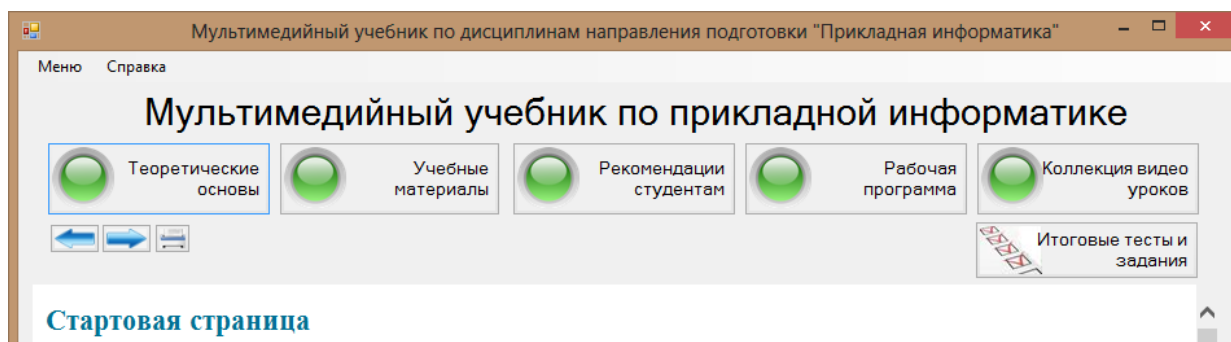 Мультимедийный учебник по дисциплинам направления подготовки "Прикладная информатика"
Меню Справка
Мультимедийный учебник по прикладной информатике
Теоретические
основы
Учебные
материалы
Рекомендации
студентам
Рабочая
программа
Коллекция видео
уроков
Итоговые тесты и
задания
Стартовая страница